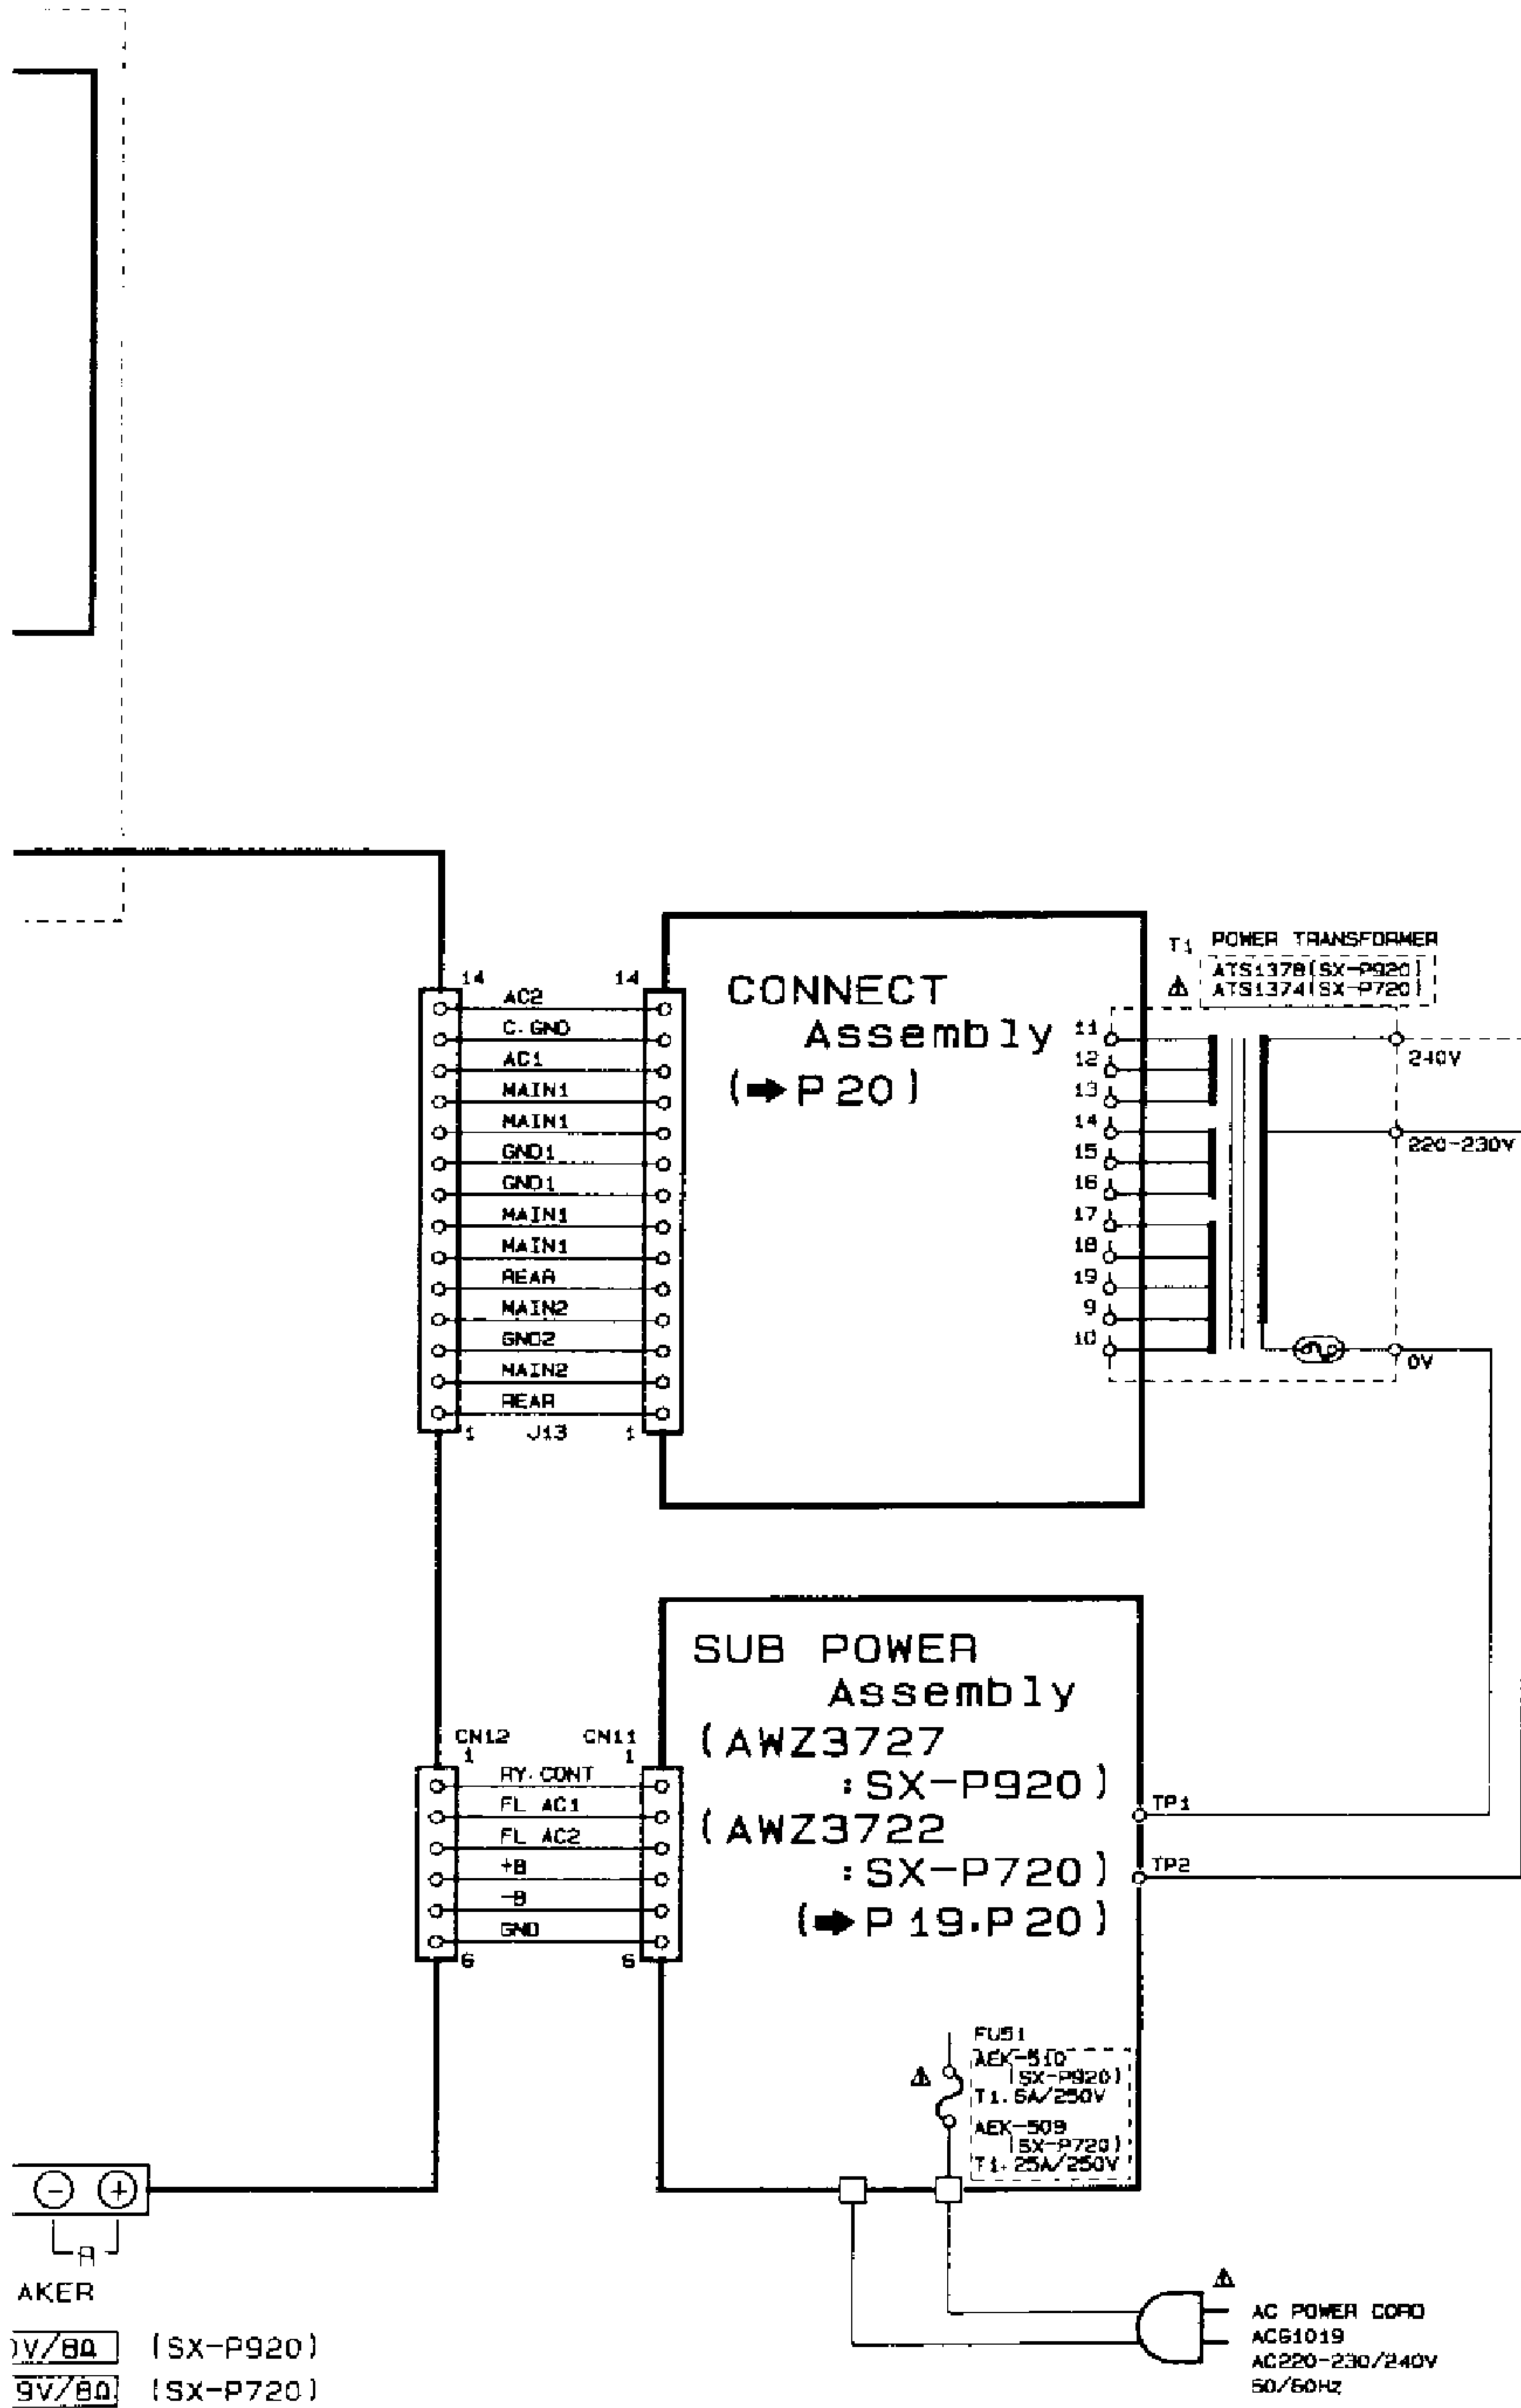 T1 POWER TRANSFORMER
ATS1378(SX-P920)
ATS1374(SX-P720)
CONNECT
Assembly
(➡P20)
14
14
AC2
C.GND
AC1
MAIN1
MAIN1
GND1
GND1
MAIN1
MAIN1
REAR
MAIN2
GND2
MAIN2
REAR
1 J13 1
11
12
13
14
15
16
17
18
19
9
10
240V
220-230V
0V
SUB POWER
Assembly
(AWZ3727
:SX-P920)
(AWZ3722
:SX-P720)
(➡P19.P20)
CN12 CN11
1 1
RY.CONT
FL AC1
FL AC2
+B
-B
GND
6 6
TP1
TP2
FU51
AEK-510
(SX-P920)
T1.6A/250V
AEK-509
(SX-P720)
T1.25A/250V
- +
R
AKER
0V/8Ω (SX-P920)
9V/8Ω (SX-P720)
AC POWER CORD
ACG1019
AC220-230/240V
50/60Hz